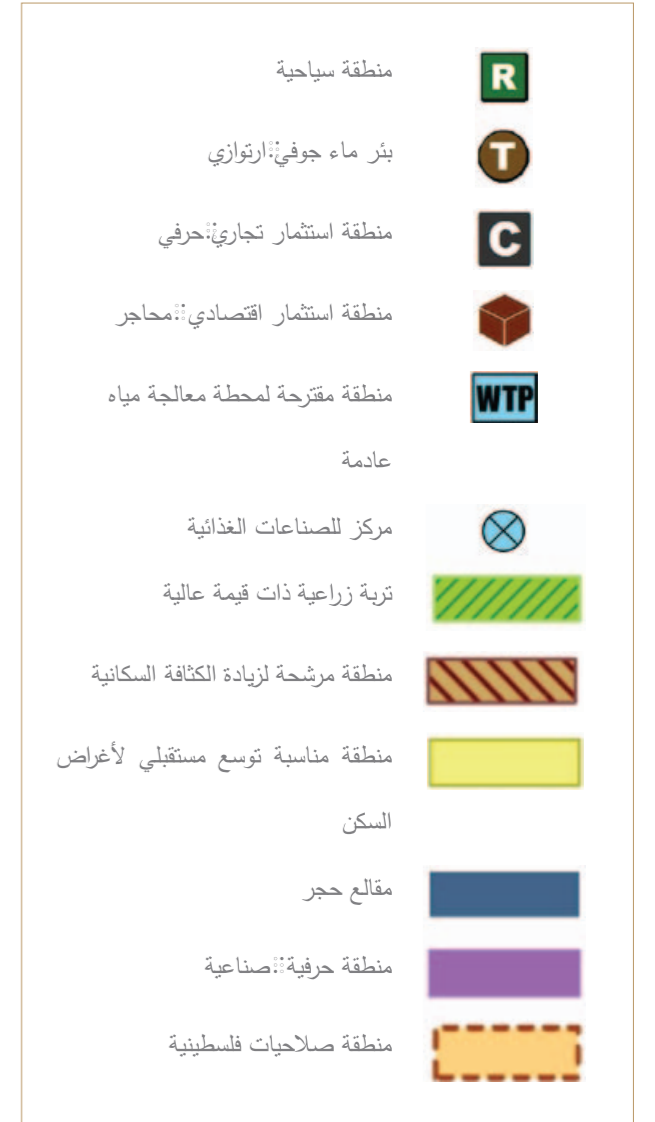 منطقة سياحية R
بئر ماء جوفي:ارتوازي T
منطقة استثمار تجاري:حرفي C
منطقة استثمار اقتصادي:محاجر
منطقة مقترحة لمحطة معالجة مياه WTP
عادمة
مركز للصناعات الغذائية
تربة زراعية ذات قيمة عالية
منطقة مرشحة لزيادة الكثافة السكانية
منطقة مناسبة توسع مستقبلي لأغراض
السكن
مقالع حجر
منطقة حرفية:صناعية
منطقة صلاحيات فلسطينية